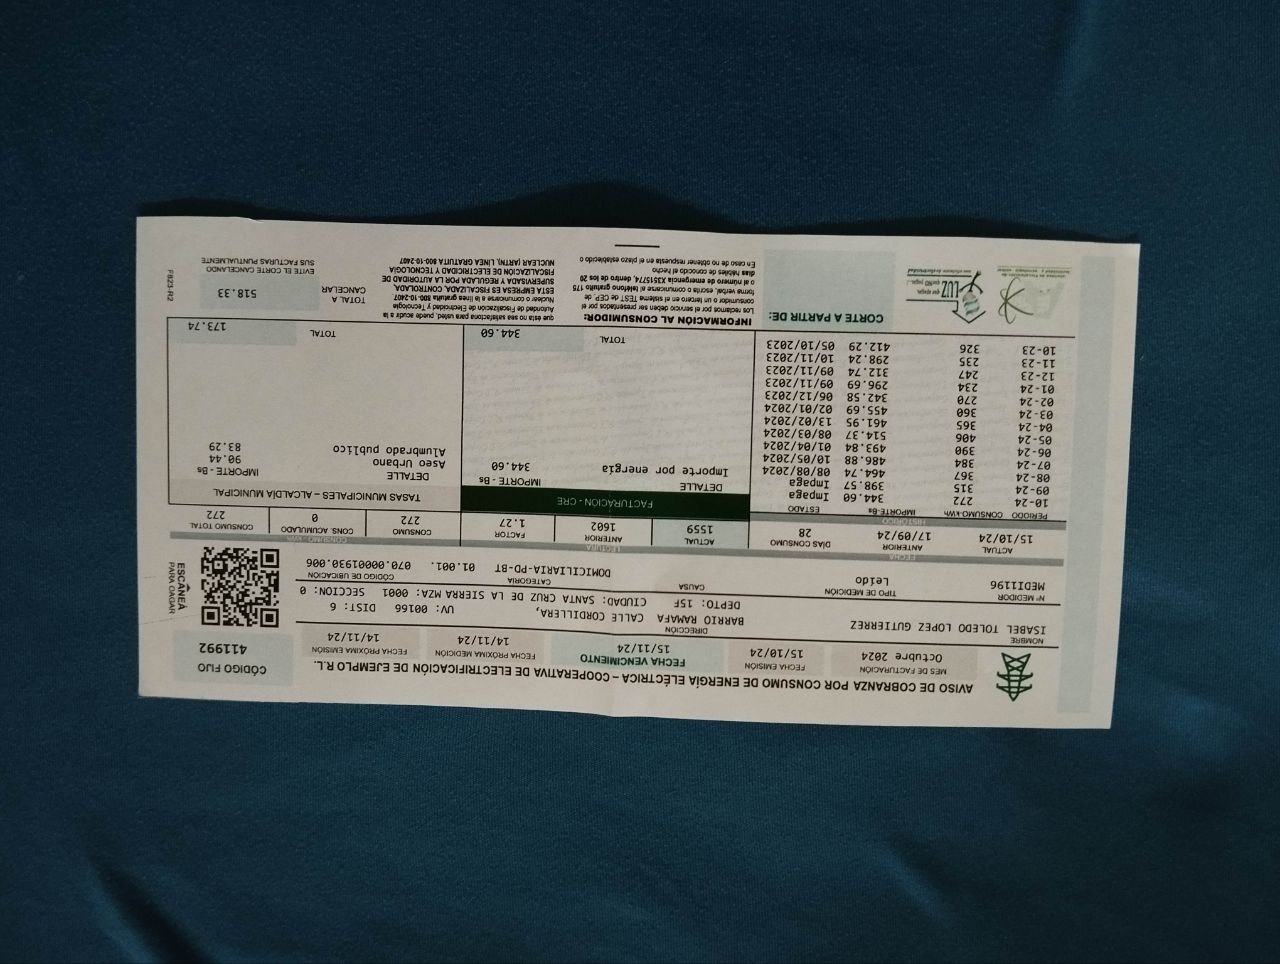 AVISO DE COBRANZA POR CONSUMO DE ENERGÍA ELÉCTRICA – COOPERATIVA DE ELECTRIFICACIÓN DE EJEMPLO R.L.
CÓDIGO FIJO
411992
MES DE FACTURACIÓN
Octubre 2024
FECHA EMISIÓN
15/10/24
FECHA VENCIMIENTO
15/11/24
FECHA PRÓXIMA MEDICIÓN
14/11/24
FECHA PRÓXIMA EMISIÓN
14/11/24
NOMBRE
ISABEL TOLEDO LOPEZ GUTIERREZ
DIRECCIÓN
BARRIO RAMAFA CALLE CORDILLERA, UV: 00166 DIST: 6
DEPTO: 15F CIUDAD: SANTA CRUZ DE LA SIERRA MZA: 0001 SECCION: 0
ESCANEÁ
PARA PAGAR
Nº MEDIDOR
MED11196
TIPO DE MEDICIÓN
Leido
CAUSA
CATEGORÍA
DOMICILIARIA-PD-BT
CÓDIGO DE UBICACIÓN
01.001. 070.00001930.006
FECHA
ACTUAL
15/10/24
ANTERIOR
17/09/24
DÍAS CONSUMO
28
LECTURA
ACTUAL
1559
ANTERIOR
1602
FACTOR
1.27
CONSUMO - kWh
CONSUMO
272
CONS ACUMULADO
0
CONSUMO TOTAL
272
HISTÓRICO
PERIODO CONSUMO-kWh IMPORTE-Bs ESTADO
10-24 272 344.60 Impaga
09-24 315 398.57 Impaga
08-24 367 464.74 08/08/2024
07-24 384 486.88 10/05/2024
06-24 390 493.84 01/04/2024
05-24 406 514.37 08/03/2024
04-24 365 461.95 13/02/2024
03-24 360 455.69 02/01/2024
02-24 270 342.58 06/12/2023
01-24 234 296.69 09/11/2023
12-23 247 312.74 09/11/2023
11-23 235 298.24 10/11/2023
10-23 326 412.29 05/10/2023
FACTURACIÓN - CRE
DETALLE IMPORTE - Bs
Importe por energía 344.60
TOTAL 344.60
TASAS MUNICIPALES – ALCALDÍA MUNICIPAL
DETALLE IMPORTE - Bs
Aseo Urbano 90.44
Alumbrado publico 83.29
TOTAL 173.74
LUZ
CORTE A PARTIR DE:
INFORMACIÓN AL CONSUMIDOR:
Los reclamos por el servicio deben ser presentados por el
consumidor o un tercero en el sistema TEST de CEP, de
forma verbal, escrita o comunicarse al teléfono gratuito 175
o al número de emergencia 13515/15774, dentro de los 20
días hábiles de conocido el hecho
En caso de no obtener respuesta en el plazo establecido o
que esta no sea satisfactoria para usted, puede acudir a la
Autoridad de Fiscalización de Electricidad y Tecnología
Nuclear o comunicarse a la línea gratuita 800-10-2407
ESTA EMPRESA ES FISCALIZADA, CONTROLADA,
SUPERVISADA Y REGULADA POR LA AUTORIDAD DE
FISCALIZACIÓN DE ELECTRICIDAD Y TECNOLOGÍA
NUCLEAR (ARTN), LÍNEA GRATUITA 800-10-2407
TOTAL A
CANCELAR
518.33
EVITE EL CORTE CANCELANDO
SUS FACTURAS PUNTUALMENTE
F823-R2